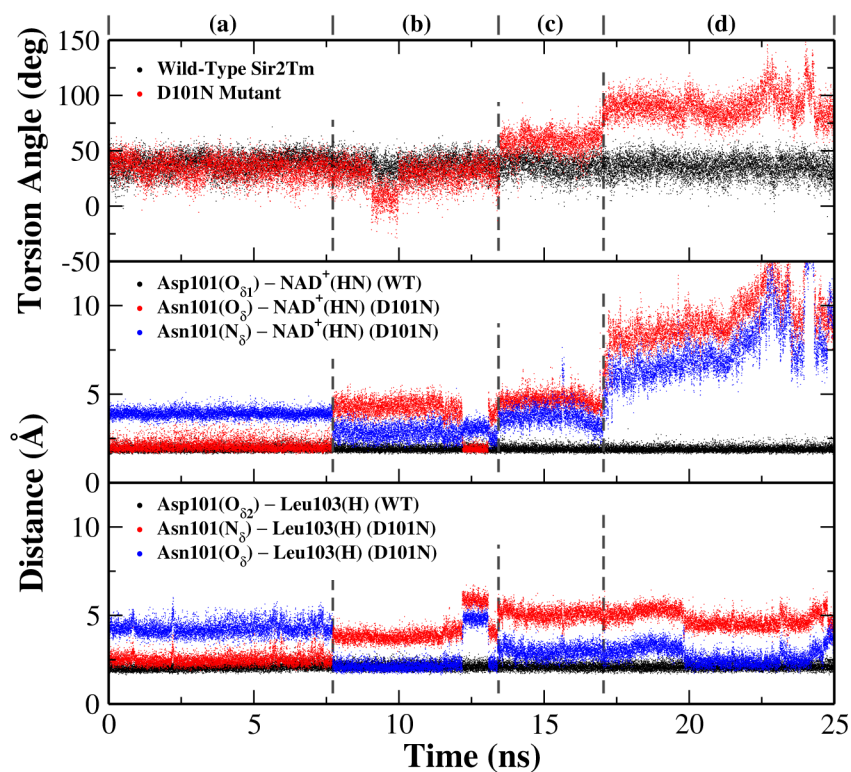 (a) (b) (c) (d)
150
100
50
0
-50
Torsion Angle (deg)
Wild-Type Sir2Tm
D101N Mutant
10
5
0
Asp101(Oδ1) – NAD+(HN) (WT)
Asn101(Oδ) – NAD+(HN) (D101N)
Asn101(Nδ) – NAD+(HN) (D101N)
Distance (Å)
10
5
0
Asp101(Oδ2) – Leu103(H) (WT)
Asn101(Nδ) – Leu103(H) (D101N)
Asn101(Oδ) – Leu103(H) (D101N)
0 5 10 15 20 25
Time (ns)